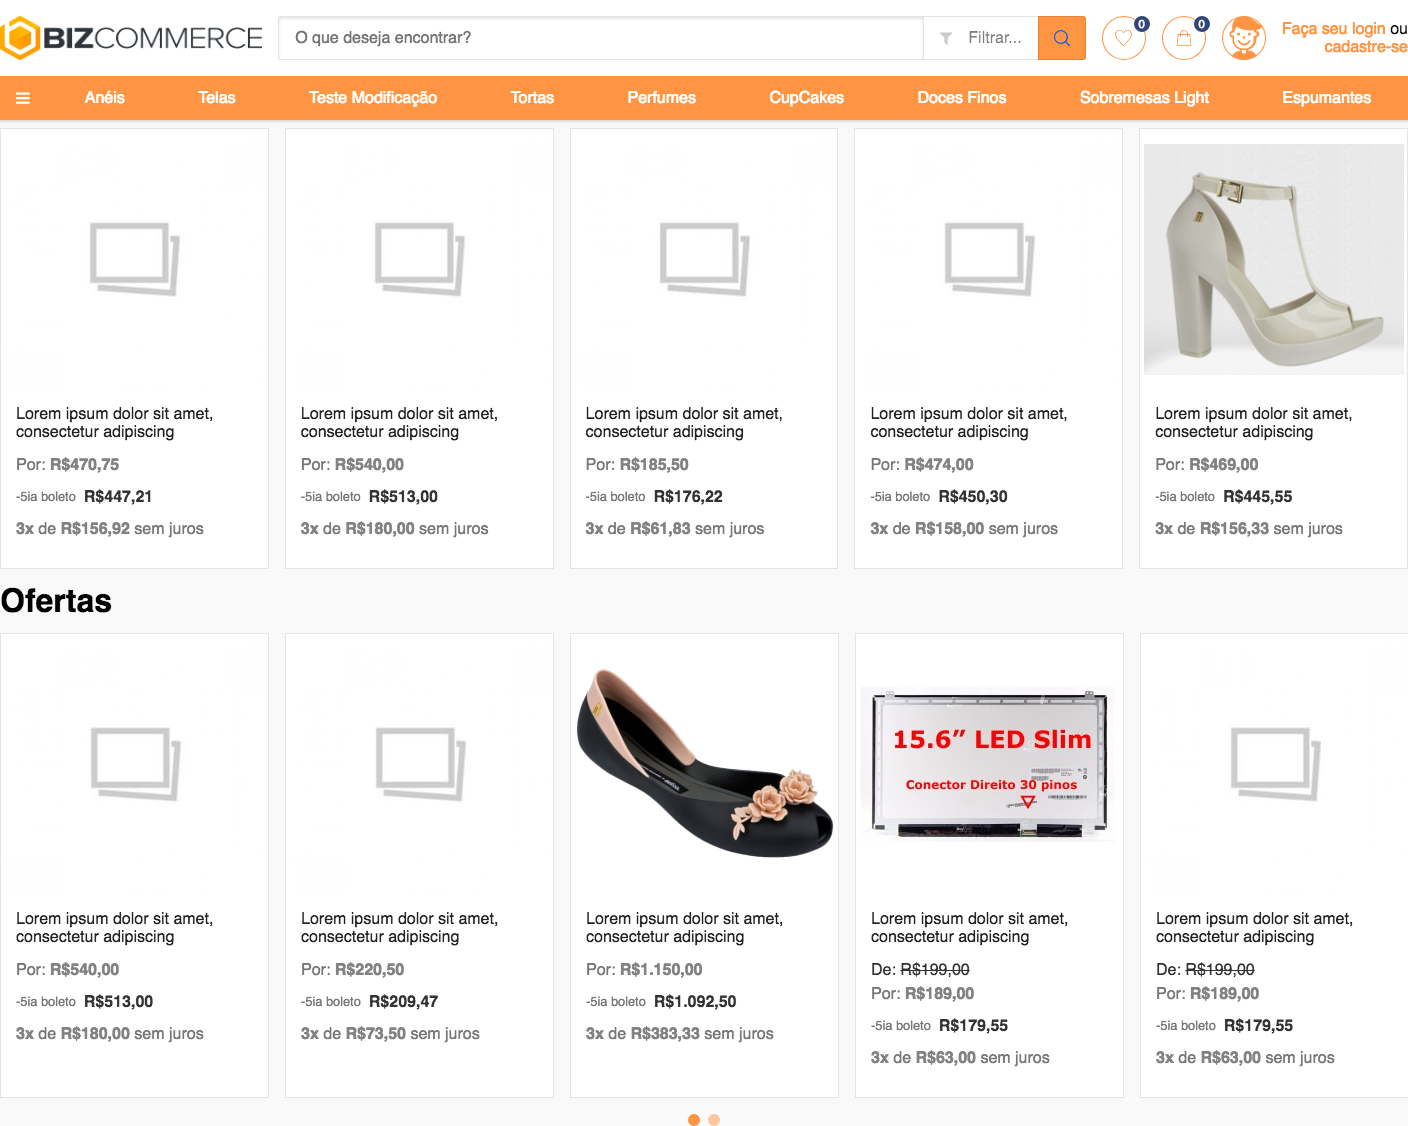 BIZCOMMERCE
O que deseja encontrar?
Filtrar...
0
0
Faça seu login ou
cadastre-se
Anéis Telas Teste Modificação Tortas Perfumes CupCakes Doces Finos Sobremesas Light Espumantes
Lorem ipsum dolor sit amet,
consectetur adipiscing
Por: R$470,75
-5ia boleto R$447,21
3x de R$156,92 sem juros
Lorem ipsum dolor sit amet,
consectetur adipiscing
Por: R$540,00
-5ia boleto R$513,00
3x de R$180,00 sem juros
Lorem ipsum dolor sit amet,
consectetur adipiscing
Por: R$185,50
-5ia boleto R$176,22
3x de R$61,83 sem juros
Lorem ipsum dolor sit amet,
consectetur adipiscing
Por: R$474,00
-5ia boleto R$450,30
3x de R$158,00 sem juros
Lorem ipsum dolor sit amet,
consectetur adipiscing
Por: R$469,00
-5ia boleto R$445,55
3x de R$156,33 sem juros
Ofertas
Lorem ipsum dolor sit amet,
consectetur adipiscing
Por: R$540,00
-5ia boleto R$513,00
3x de R$180,00 sem juros
Lorem ipsum dolor sit amet,
consectetur adipiscing
Por: R$220,50
-5ia boleto R$209,47
3x de R$73,50 sem juros
Lorem ipsum dolor sit amet,
consectetur adipiscing
Por: R$1.150,00
-5ia boleto R$1.092,50
3x de R$383,33 sem juros
15.6” LED Slim
Conector Direito 30 pinos
Lorem ipsum dolor sit amet,
consectetur adipiscing
De: R$199,00
Por: R$189,00
-5ia boleto R$179,55
3x de R$63,00 sem juros
Lorem ipsum dolor sit amet,
consectetur adipiscing
De: R$199,00
Por: R$189,00
-5ia boleto R$179,55
3x de R$63,00 sem juros